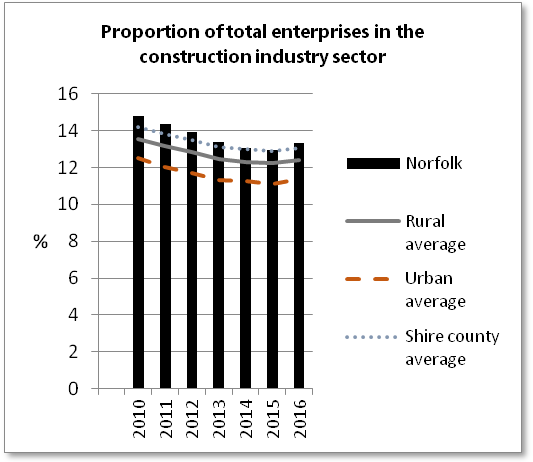 Proportion of total enterprises in the
construction industry sector
16
14
12
10
8
6
4
2
0
%
2010
2011
2012
2013
2014
2015
2016
Norfolk
Rural
average
Urban
average
Shire county
average